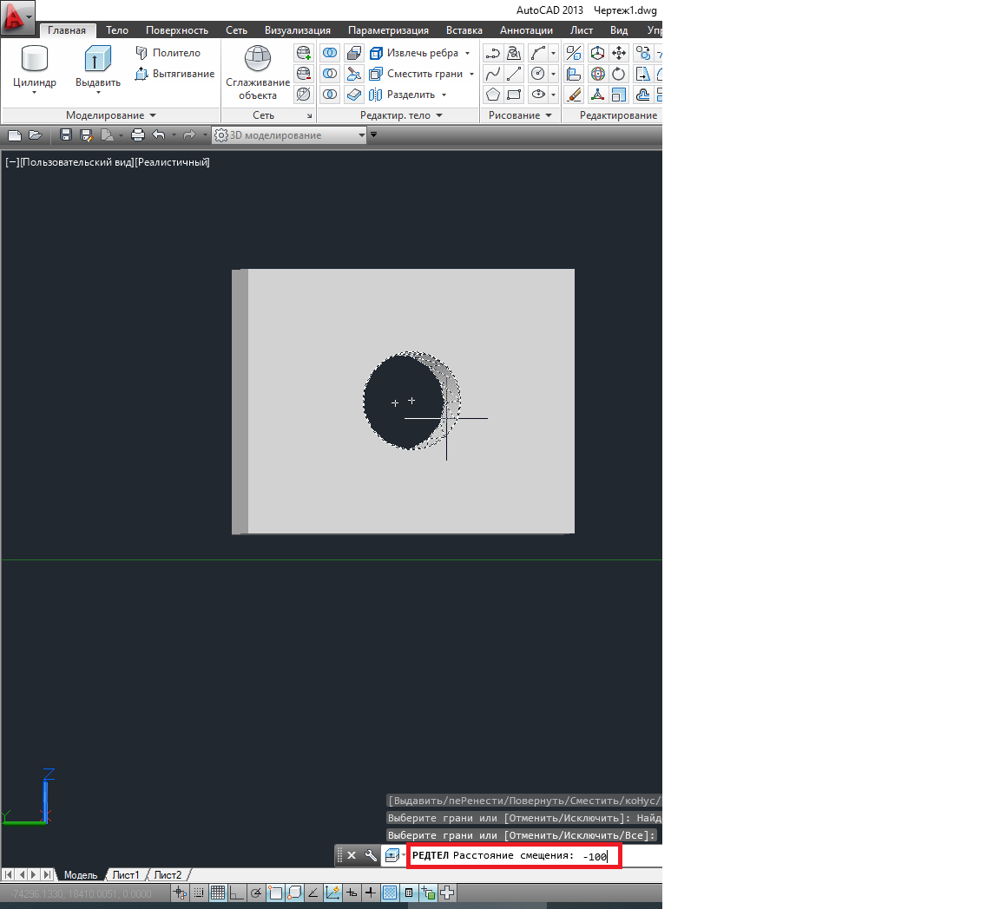 AutoCAD 2013 Чертеж1.dwg
Главная Тело Поверхность Сеть Визуализация Параметризация Вставка Аннотации Лист Вид Упр
Политело Извлечь ребра
Цилиндр Выдавить Вытягивание Сглаживание объекта Сместить грани
Разделить
Моделирование Сеть Редактир. тело Рисование Редактирование
3D моделирование
[−][Пользовательский вид][Реалистичный]
Z
Y
X
[Выдавить/пеРенести/Повернуть/Сместить/коНус/
Выберите грани или [Отменить/Исключить]: Найд
Выберите грани или [Отменить/Исключить/Все]:
РЕДТЕЛ Расстояние смещения: -100
Модель Лист1 Лист2
-74296.1330, 18410.0051, 0.0000